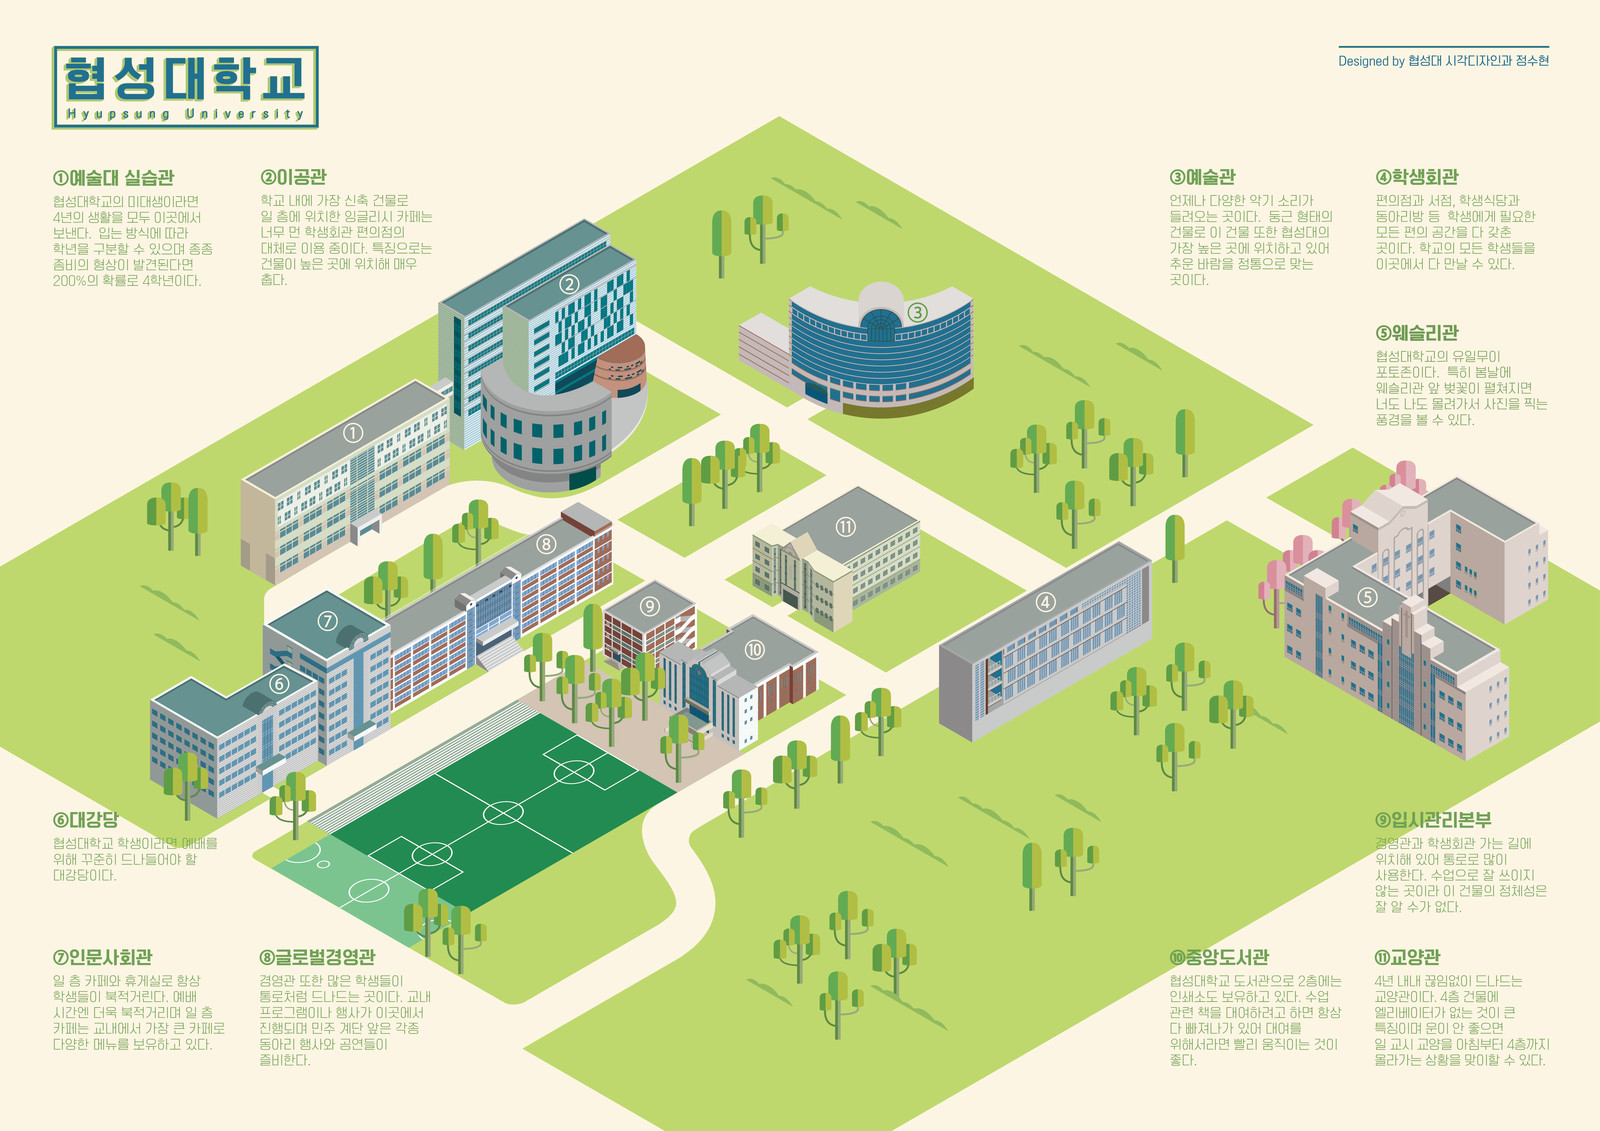 협성대학교
Hyupsung University
Designed by 협성대 시각디자인과 정수현
①예술대 실습관
협성대학교의 미대생이라면
4년의 생활을 모두 이곳에서
보낸다. 입는 방식에 따라
학년을 구분할 수 있으며 종종
좀비의 형상이 발견된다면
200%의 확률로 4학년이다.
②이공관
학교 내에 가장 신축 건물로
일 층에 위치한 잉글리시 카페는
너무 먼 학생회관 편의점의
대체로 이용 중이다. 특징으로는
건물이 높은 곳에 위치해 매우
춥다.
③예술관
언제나 다양한 악기 소리가
들려오는 곳이다. 둥근 형태의
건물로 이 건물 또한 협성대의
가장 높은 곳에 위치하고 있어
추운 바람을 정통으로 맞는
곳이다.
④학생회관
편의점과 서점, 학생식당과
동아리방 등 학생에게 필요한
모든 편의 공간을 다 갖춘
곳이다. 학교의 모든 학생들을
이곳에서 다 만날 수 있다.
⑤웨슬리관
협성대학교의 유일무이
포토존이다. 특히 봄날에
웨슬리관 앞 벚꽃이 펼쳐지면
너도 나도 몰려가서 사진을 찍는
풍경을 볼 수 있다.
②
③
①
⑪
⑧
⑨
④
⑤
⑦
⑩
⑥
⑥대강당
협성대학교 학생이라면 예배를
위해 꾸준히 드나들어야 할
대강당이다.
⑦인문사회관
일 층 카페와 휴게실로 항상
학생들이 북적거린다. 예배
시간엔 더욱 북적거리며 일 층
카페는 교내에서 가장 큰 카페로
다양한 메뉴를 보유하고 있다.
⑧글로벌경영관
경영관 또한 많은 학생들이
통로처럼 드나드는 곳이다. 교내
프로그램이나 행사가 이곳에서
진행되며 민주 계단 앞은 각종
동아리 행사와 공연들이
즐비한다.
⑨입시관리본부
경영관과 학생회관 가는 길에
위치해 있어 통로로 많이
사용한다. 수업으로 잘 쓰이지
않는 곳이라 이 건물의 정체성은
잘 알 수가 없다.
⑩중앙도서관
협성대학교 도서관으로 2층에는
인쇄소도 보유하고 있다. 수업
관련 책을 대여하려고 하면 항상
다 빠져나가 있어 대여를
위해서라면 빨리 움직이는 것이
좋다.
⑪교양관
4년 내내 끊임없이 드나드는
교양관이다. 4층 건물에
엘리베이터가 없는 것이 큰
특징이며 운이 안 좋으면
일 교시 교양을 아침부터 4층까지
올라가는 상황을 맞이할 수 있다.